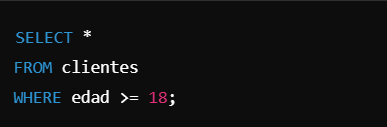 SELECT *
FROM clientes
WHERE edad >= 18;